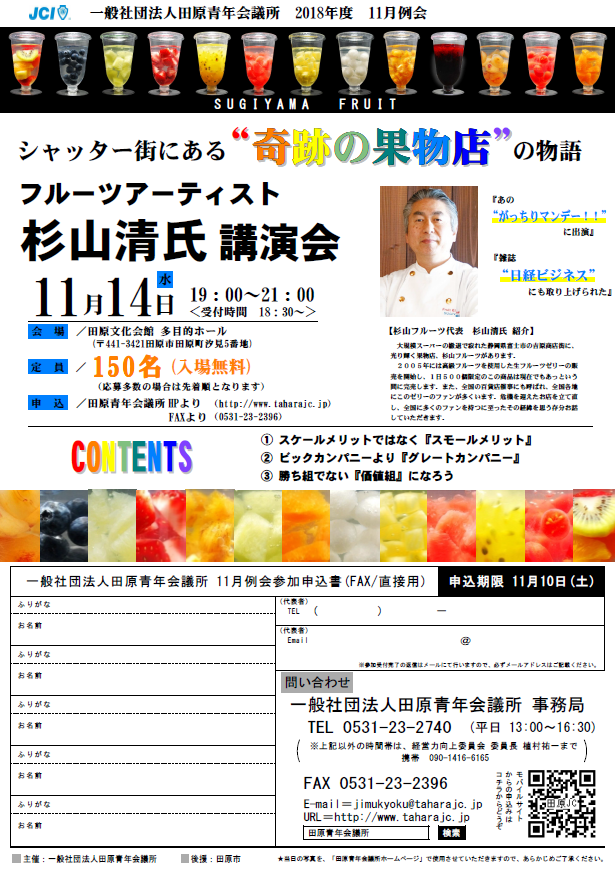 JCI 一般社団法人田原青年会議所 2018年度 11月例会
SUGIYAMA FRUIT
シャッター街にある“奇跡の果物店”の物語
フルーツアーティスト
杉山清氏 講演会
11月14日 水
19:00～21:00
＜受付時間 18:30～＞
『あの
“がっちりマンデー！！”
に出演』
『雑誌
“日経ビジネス”
にも取り上げられた』
会 場 ／田原文化会館 多目的ホール
(〒441-3421田原市田原町汐見5番地)
定 員 ／ 150名 (入場無料)
(応募多数の場合は先着順となります)
申 込 ／田原青年会議所HPより (http://www.taharajc.jp)
FAXより (0531-23-2396)
【杉山フルーツ代表 杉山清氏 紹介】
大規模スーパーの撤退で寂れた静岡県富士市の吉原商店街に、
光り輝く果物店、杉山フルーツがあります。
２００５年には高級フルーツを使用した生フルーツゼリーの販
売を開始し、１日５００個限定のこの商品は現在でもあっという
間に完売します。また、全国の百貨店催事にも呼ばれ、全国各地
にこのゼリーのファンが多くいます。危機を迎えたお店を立て直
し、全国に多くのファンを持つに至ったその経緯を思う存分お話
していただきます。
CONTENTS
① スケールメリットではなく『スモールメリット』
② ビックカンパニーより『グレートカンパニー』
③ 勝ち組でない『価値組』になろう
一般社団法人田原青年会議所 11月例会参加申込書(FAX/直接用)
申込期限 11月10日(土)
ふりがな
お名前
ふりがな
お名前
ふりがな
お名前
ふりがな
お名前
ふりがな
お名前
(代表者)
TEL ( ) ―
(代表者)
Email @
※参加受付完了の返信はメールにて行いますので、必ずメールアドレスはご記載ください。
問い合わせ
一般社団法人田原青年会議所 事務局
TEL 0531-23-2740 (平日 13:00～16:30)
(※上記以外の時間帯は、経営力向上委員会 委員長 植村祐一まで
携帯 090-1416-6165)
FAX 0531-23-2396
E-mail＝jimukyoku@taharajc.jp
URL＝http://www.taharajc.jp
田原青年会議所 検索
モバイルサイト
からの申込みは
コチラからどうぞ
田原JC
主催：一般社団法人田原青年会議所 後援：田原市 ★当日の写真を、「田原青年会議所ホームページ」で使用させていただきますので、あらかじめご了承ください。